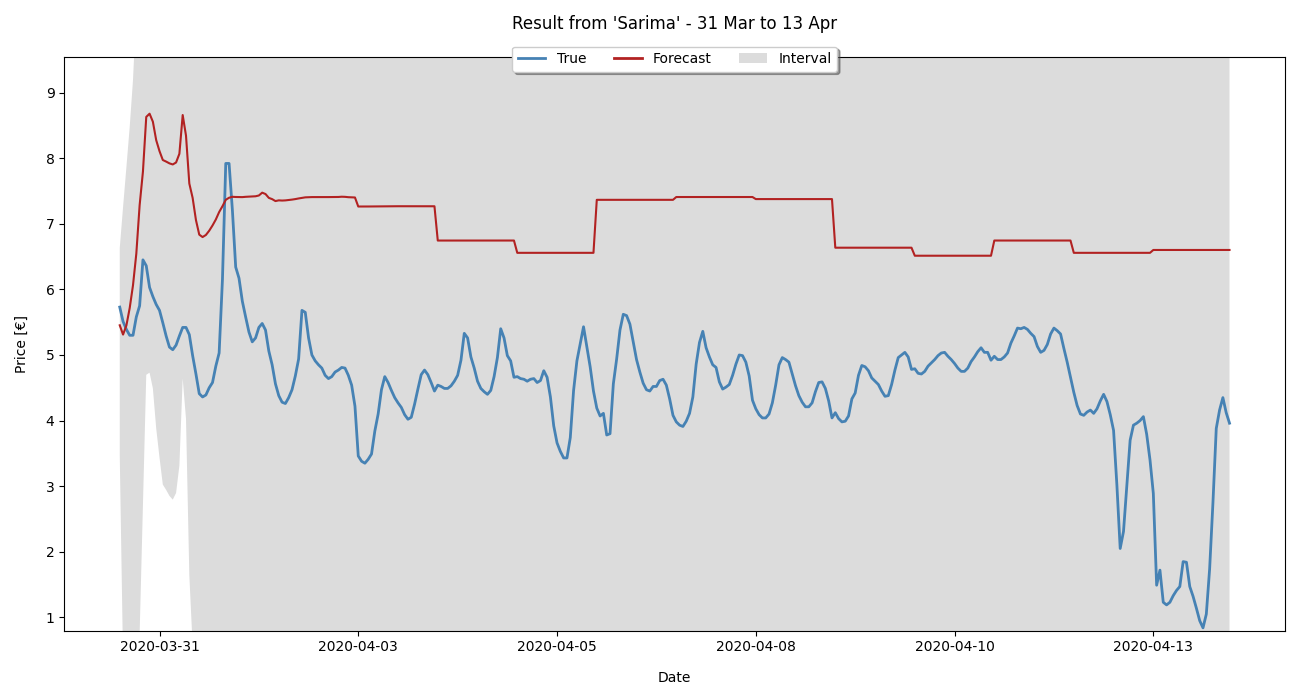 Result from 'Sarima' - 31 Mar to 13 Apr
True Forecast Interval
9
8
7
6
5
4
3
2
1
Price [€]
2020-03-31 2020-04-03 2020-04-05 2020-04-08 2020-04-10 2020-04-13
Date